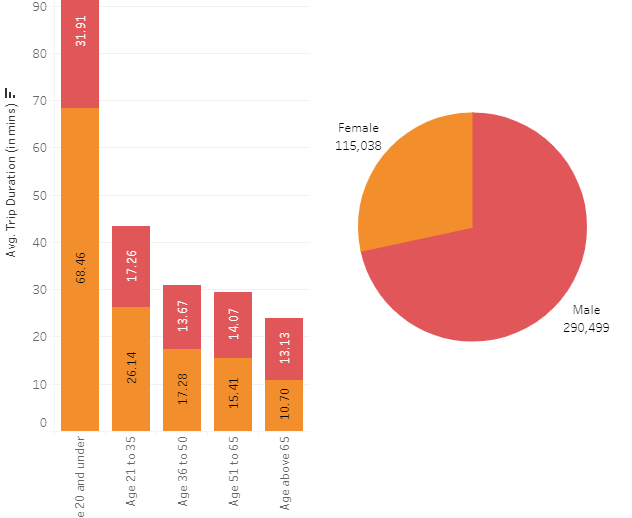 90
80
70
60
50
40
30
20
10
0
Avg. Trip Duration (in mins)
31.91
68.46
17.26
26.14
13.67
17.28
14.07
15.41
13.13
10.70
e 20 and under
Age 21 to 35
Age 36 to 50
Age 51 to 65
Age above 65
Female
115,038
Male
290,499